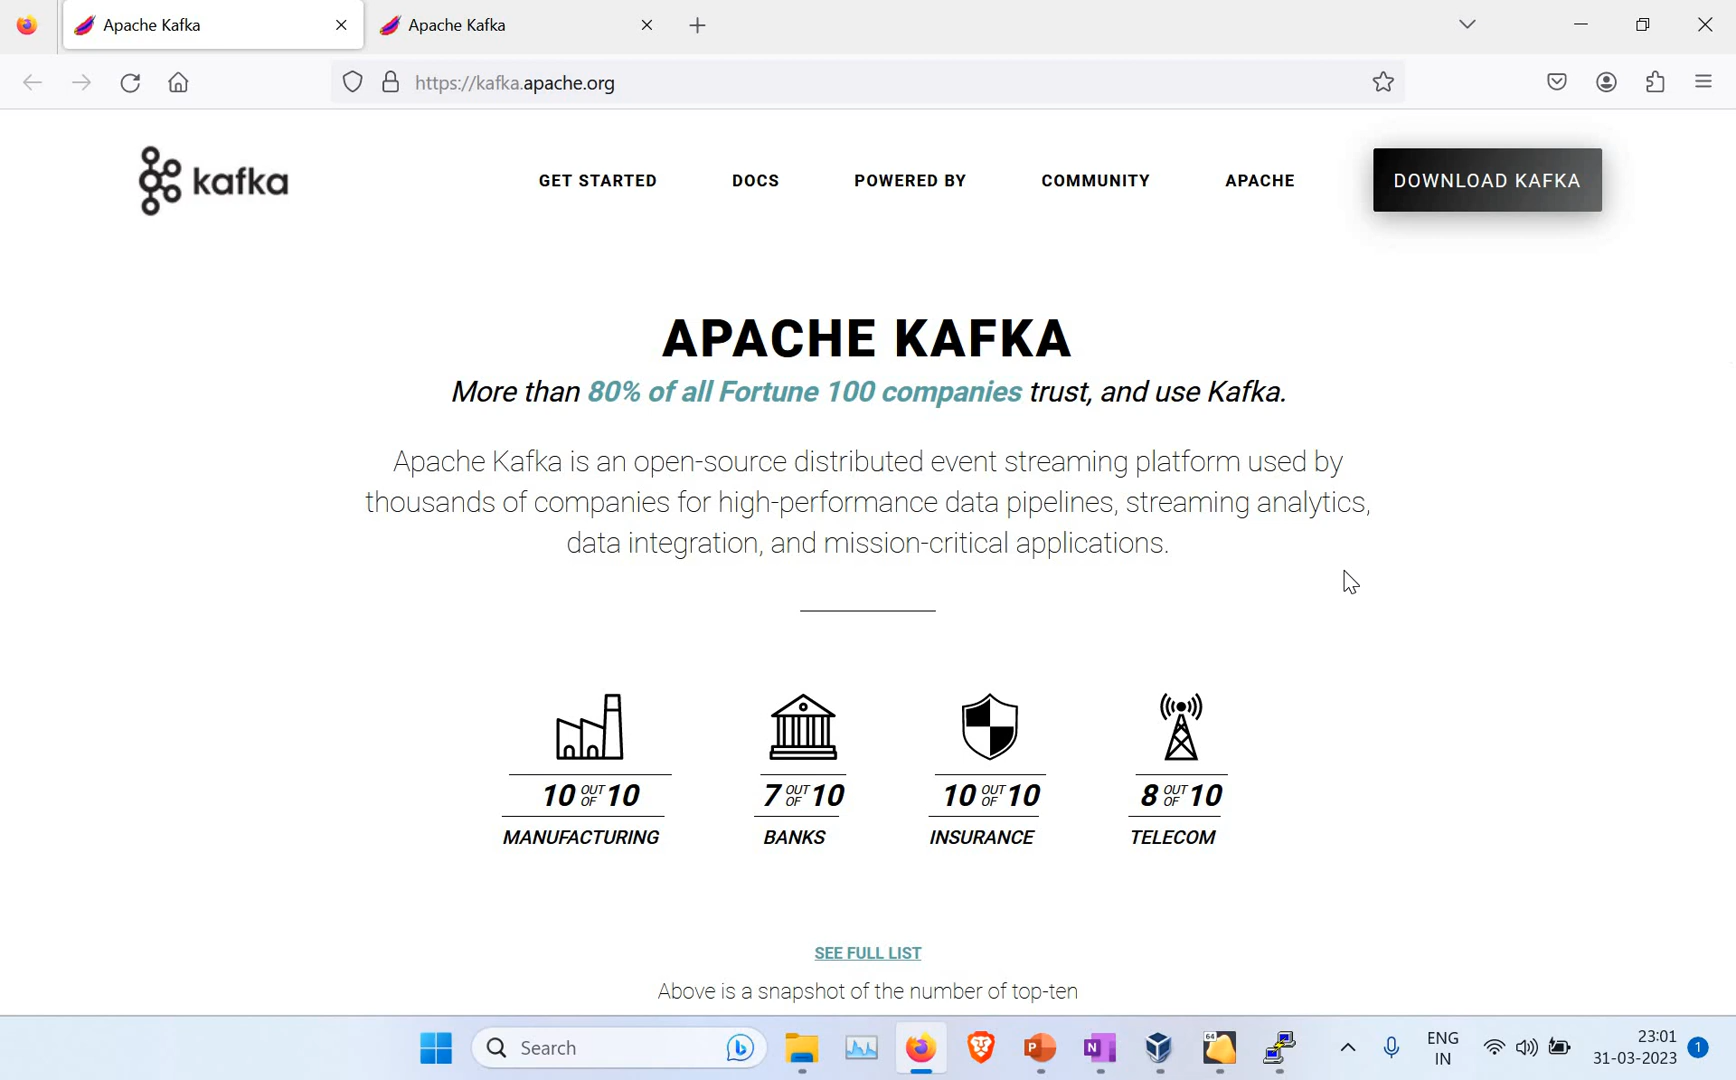 Apache Kafka
Apache Kafka
https://kafka.apache.org
kafka
GET STARTED
DOCS
POWERED BY
COMMUNITY
APACHE
DOWNLOAD KAFKA
APACHE KAFKA
More than 80% of all Fortune 100 companies trust, and use Kafka.
Apache Kafka is an open-source distributed event streaming platform used by
thousands of companies for high-performance data pipelines, streaming analytics,
data integration, and mission-critical applications.
10 OUT OF 10
MANUFACTURING
7 OUT OF 10
BANKS
10 OUT OF 10
INSURANCE
8 OUT OF 10
TELECOM
SEE FULL LIST
Above is a snapshot of the number of top-ten
Search
b
P
N
64
ENG
IN
23:01
31-03-2023
1